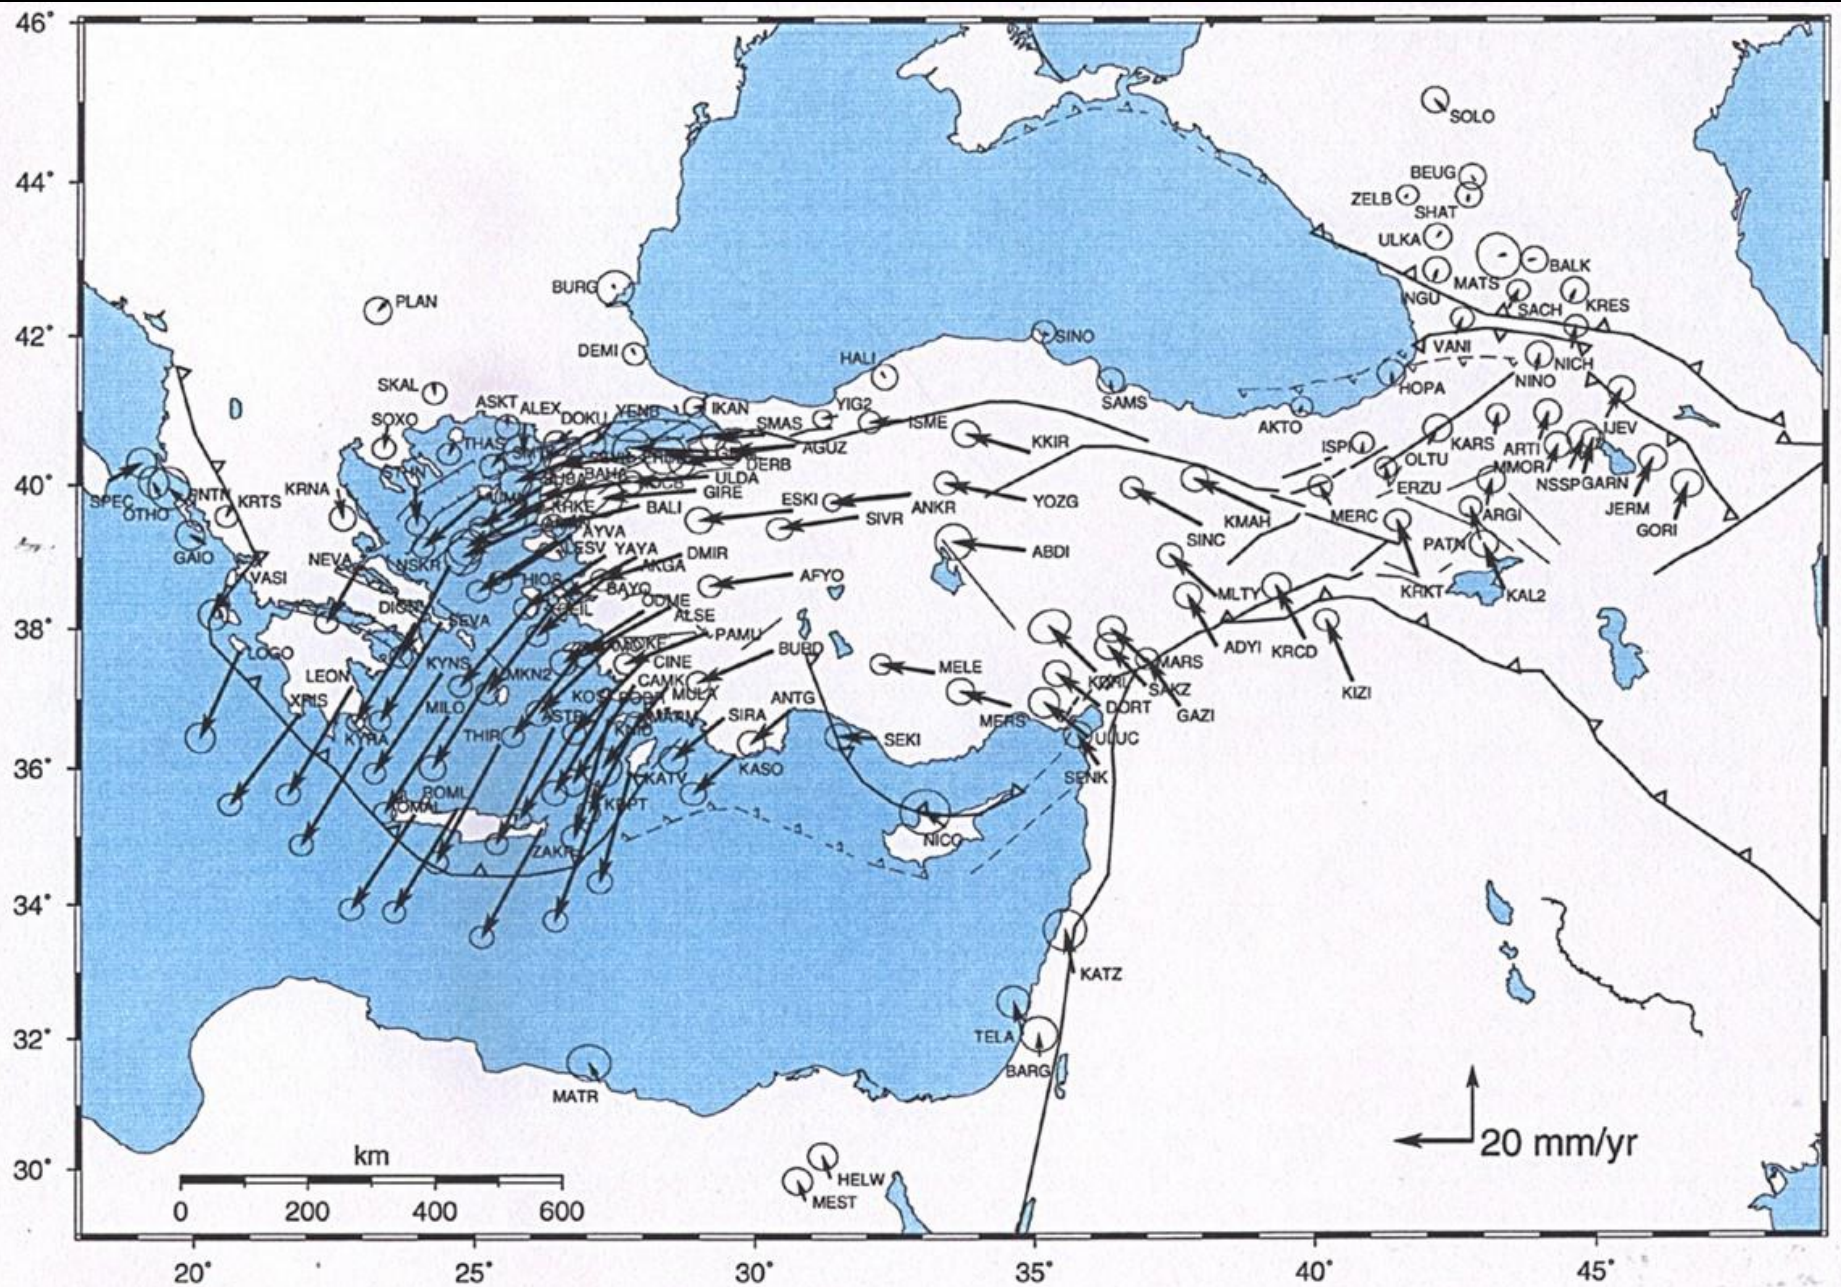 46°
SOLO
BEUG
44°
ZELB
SHAT
ULKA
BALK
MATS
BURG
INGU
SACH
KRES
PLAN
42°
SINO
VANI
DEMI
HALI
NICH
HOPA
NINO
SKAL
ASKT
ALEX
DOKU
YENB
IKAN
YIG2
SAMS
SOXO
SMAS
ISME
AKTO
KKIR
ISPI
KARS
ARTI
IJEV
THAS
AGUZ
DERB
OLTU
NMOR
STHN
BAHA
ULDA
40°
SPEC
OTHO
KRTS
KRNA
GIRE
ESKI
ANKR
YOZG
ERZU
NSSP
GARN
BALI
SIVR
KMAH
MERC
ARGI
JERM
GORI
AYVA
SINC
GAIO
NEVA
NSKR
LESV
YAYA
DMIR
ABDI
PATN
VASI
AKGA
AFYO
HIOS
BAYO
MLTY
KRKT
KAL2
DION
ODME
SEVA
ALSE
38°
PAMU
BURD
ADYI
KRCD
LOGO
KYNS
CINE
MELE
MARS
LEON
MKN2
CAMK
SAKZ
KIZI
XRIS
MILO
MULA
ANTG
DORT
GAZI
SIRA
MERS
KYRA
THIR
KNID
SEKI
ULUC
36°
KATV
KASO
SENK
ROML
OMAL
NICO
ZAKR
34°
KATZ
32°
TELA
BARG
MATR
20 mm/yr
km
30°
HELW
MEST
0 200 400 600
20° 25° 30° 35° 40° 45°